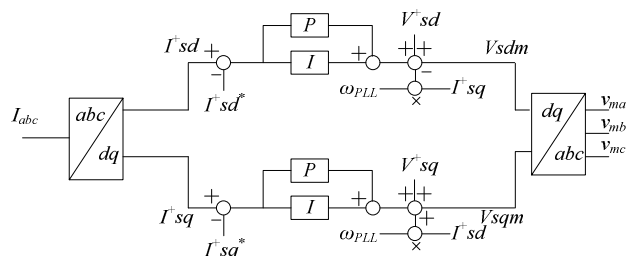 P
V⁺sd
I⁺sd
+
−
I
+
+
+
−
Vsdm
I⁺sd*
ω_PLL
×
I⁺sq
I_abc
abc
dq
dq
abc
v_ma
v_mb
v_mc
P
V⁺sq
+
−
I
+
+
+
+
I⁺sq
Vsqm
I⁺sq*
ω_PLL
×
I⁺sd